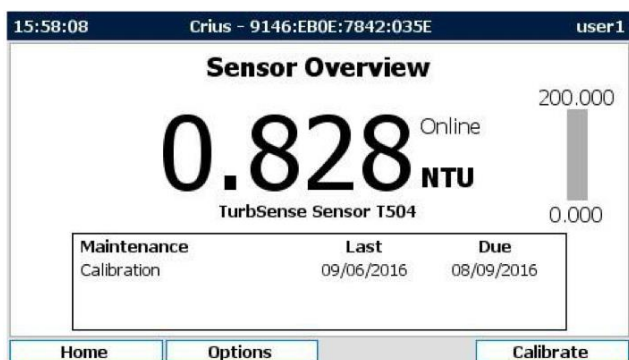 15:58:08 Crius - 9146:EB0E:7842:035E user1
Sensor Overview
200.000
Online
0.828 NTU
TurbSense Sensor T504
0.000
Maintenance Last Due
Calibration 09/06/2016 08/09/2016
Home Options Calibrate